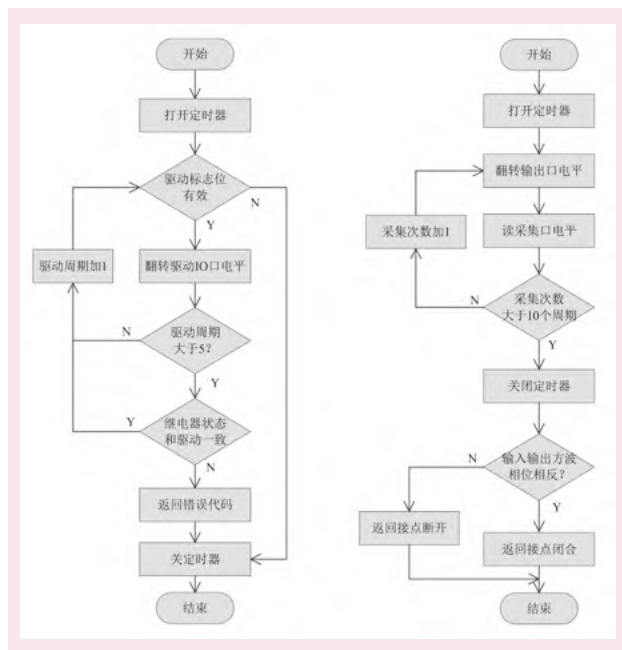 开始
打开定时器
驱动标志位
有效
N
Y
驱动周期加1
翻转驱动IO口电平
N
驱动周期
大于5?
Y
Y
继电器状态
和驱动一致
N
返回错误代码
关定时器
结束
开始
打开定时器
翻转输出口电平
采集次数加1
读采集口电平
N
采集次数
大于10个周期
Y
关闭定时器
N
输入输出方波
相位相反?
Y
返回接点断开
返回接点闭合
结束